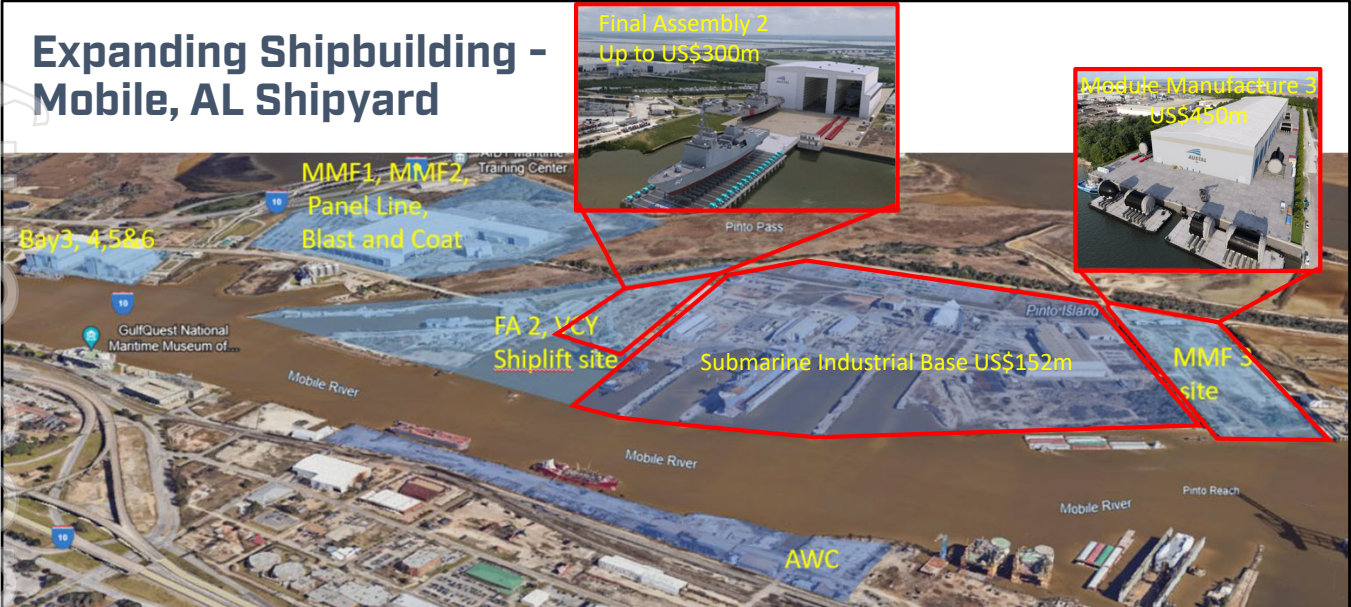 Expanding Shipbuilding -
Mobile, AL Shipyard
Final Assembly 2
Up to US$300m
Module Manufacture 3
US$450m
AUSTAL
MMF1, MMF2,
Panel Line,
Blast and Coat
AIDT Maritime
Training Center
10
Bay3, 4,5&6
10
Pinto Pass
GulfQuest National
Maritime Museum of...
FA 2, VCY
Shiplift site
Pinto Island
Submarine Industrial Base US$152m
MMF 3
site
Mobile River
Mobile River
Mobile River
Pinto Reach
10
AWC